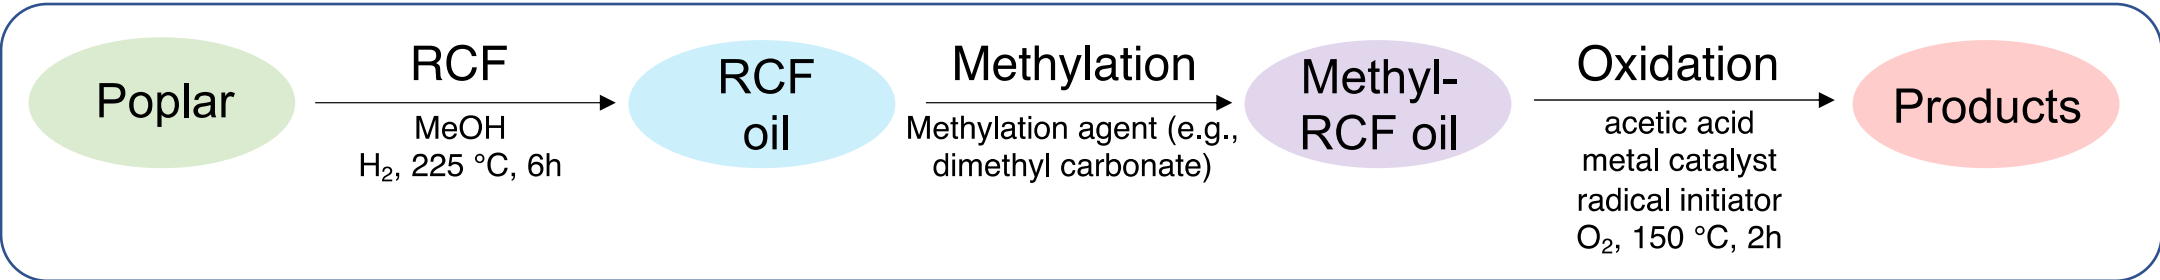 Poplar
RCF
MeOH
H₂, 225 °C, 6h
RCF
oil
Methylation
Methylation agent (e.g.,
dimethyl carbonate)
Methyl-
RCF oil
Oxidation
acetic acid
metal catalyst
radical initiator
O₂, 150 °C, 2h
Products